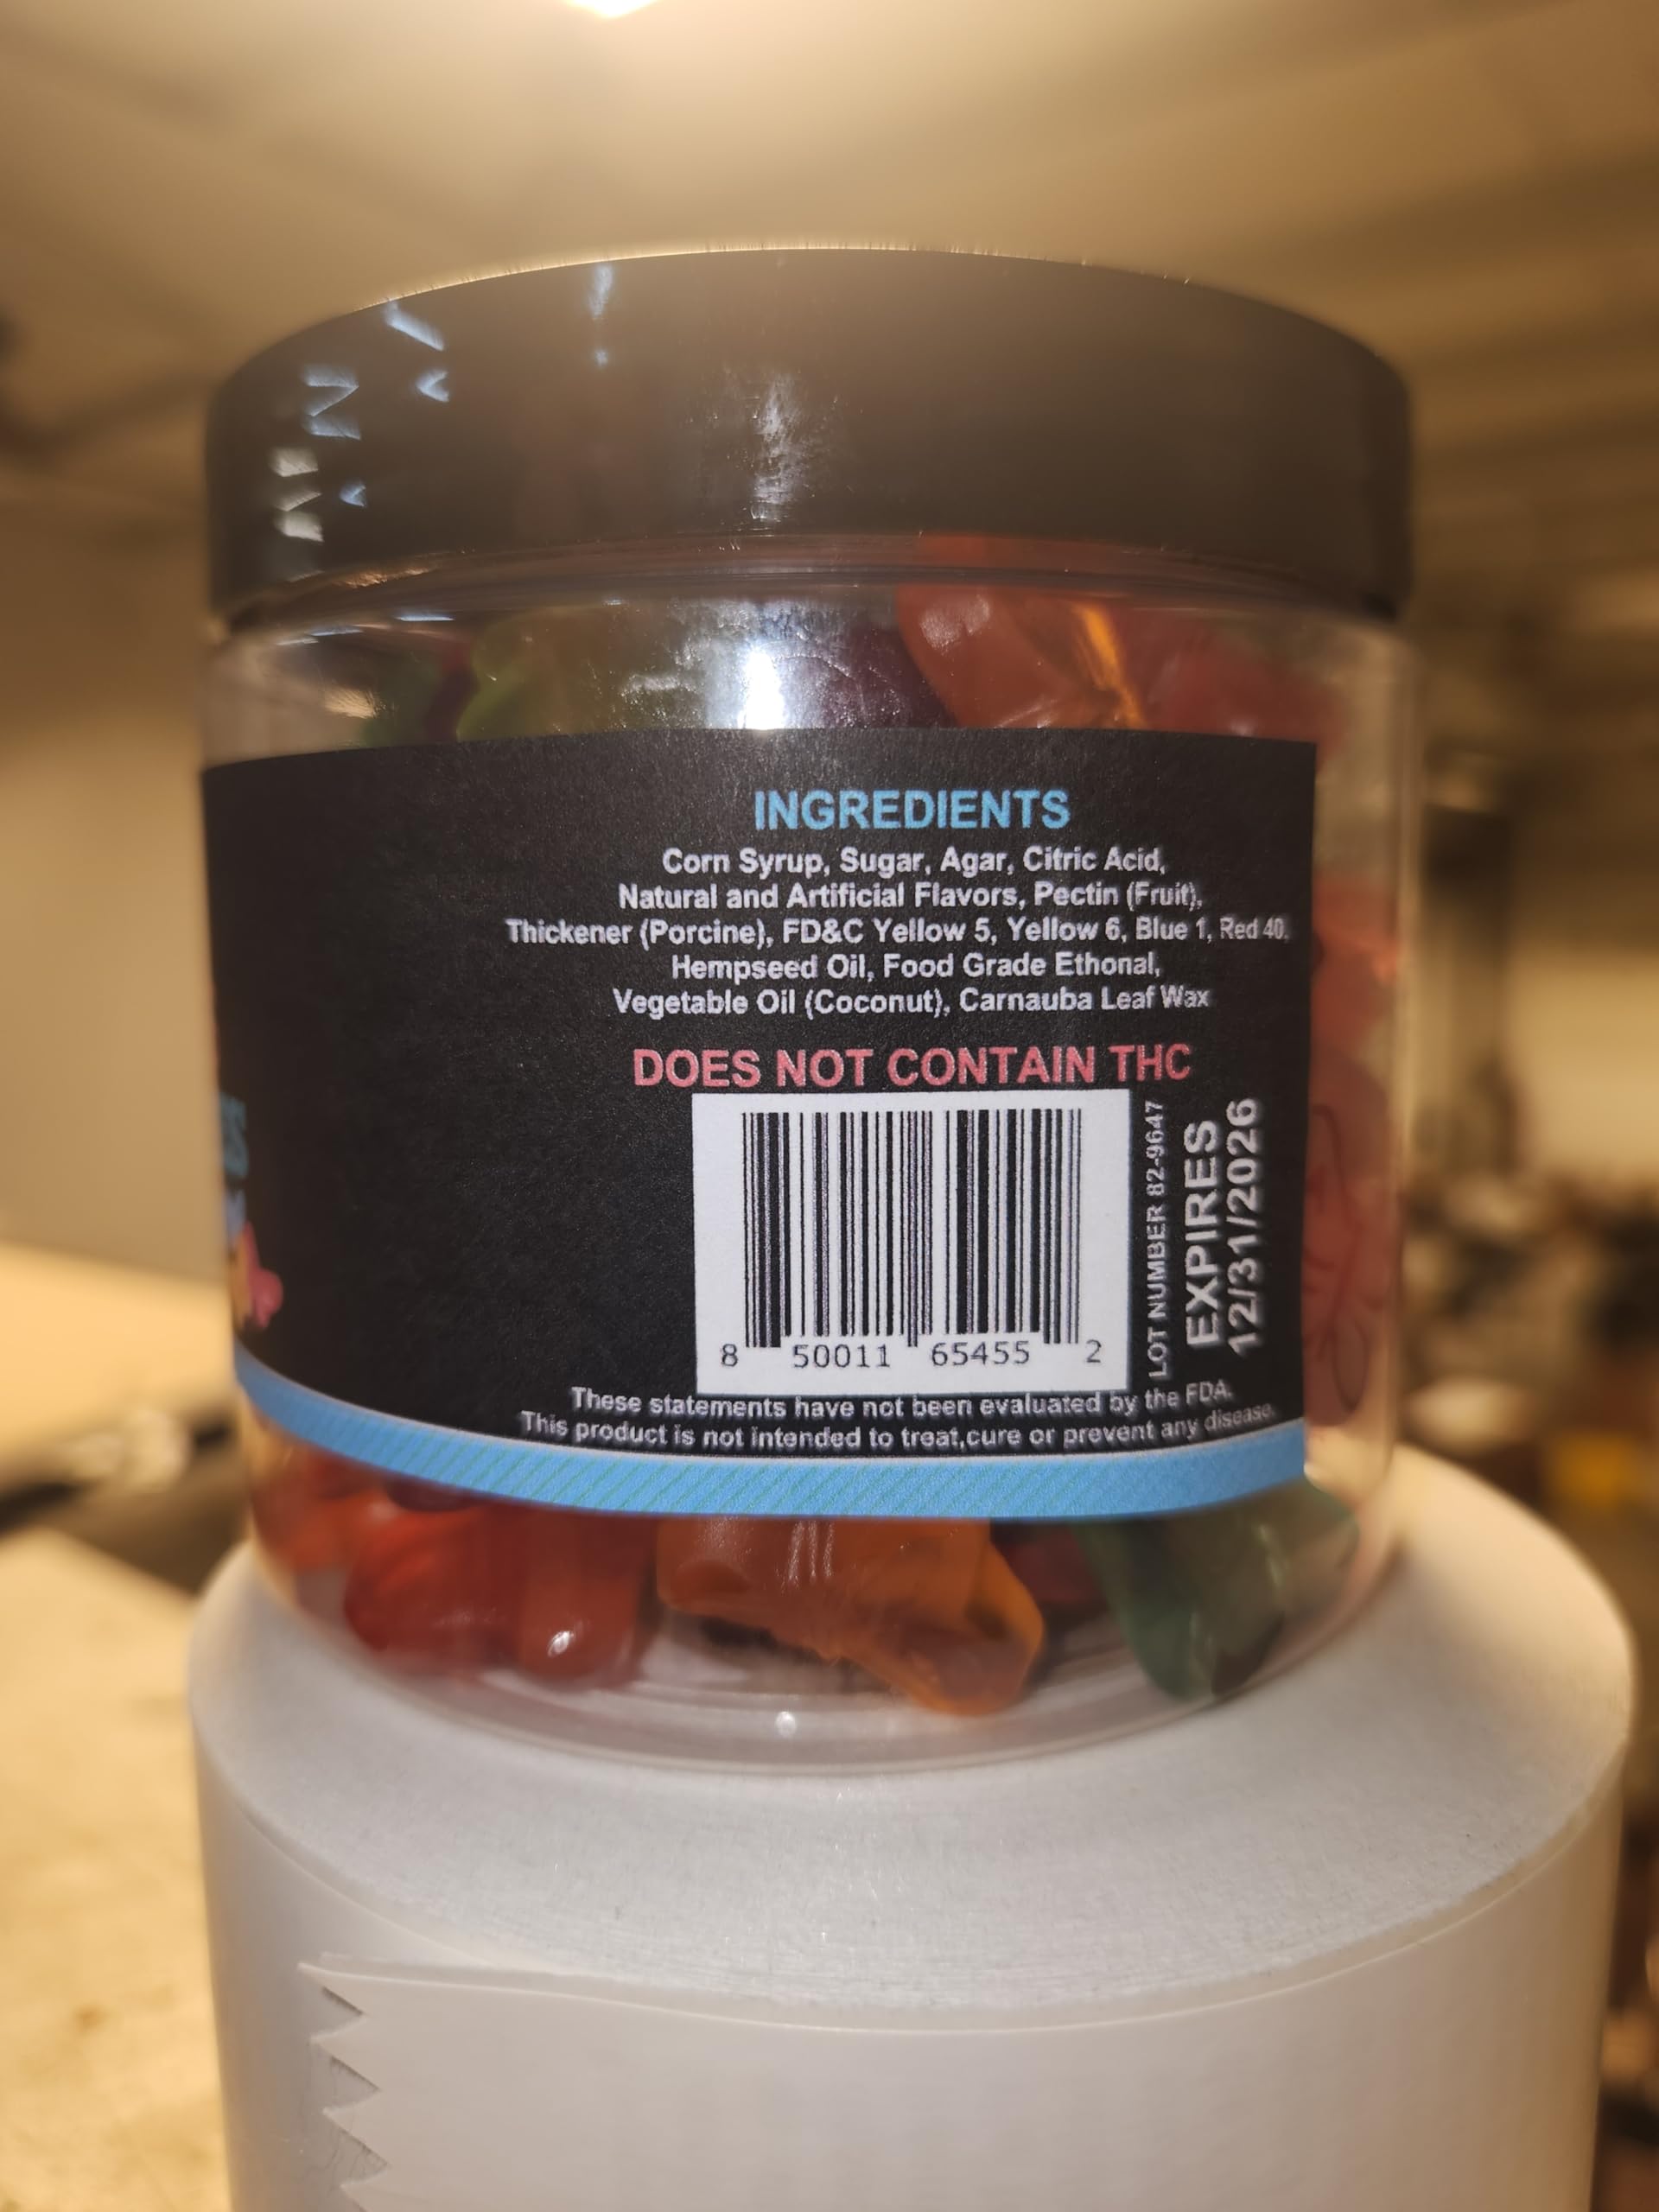 INGREDIENTS
Corn Syrup, Sugar, Agar, Citric Acid,
Natural and Artificial Flavors, Pectin (Fruit),
Thickener (Porcine), FD&C Yellow 5, Yellow 6, Blue 1, Red 40.
Hempseed Oil, Food Grade Ethonal,
Vegetable Oil (Coconut), Carnauba Leaf Wax
DOES NOT CONTAIN THC
8 50011 65455 2
LOT NUMBER 82-9647
EXPIRES
12/31/2026
These statements have not been evaluated by the FDA.
This product is not intended to treat,cure or prevent any disease.